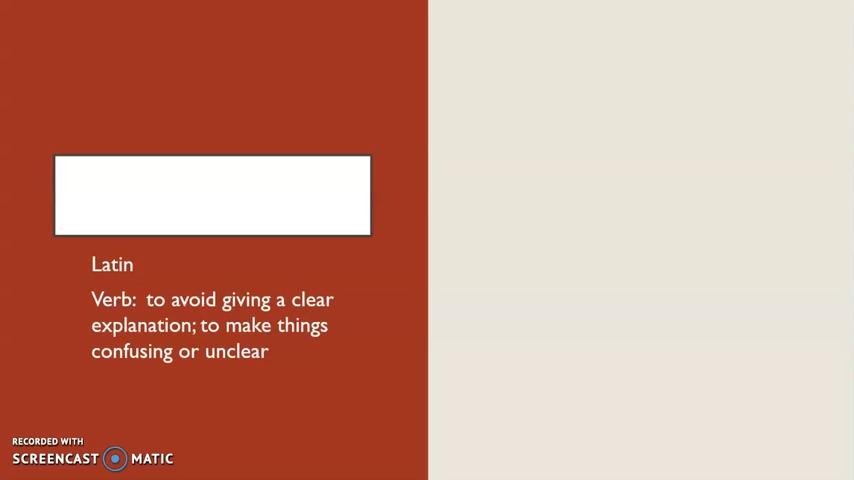 Latin
Verb:  to avoid giving a clear
explanation; to make things
confusing or unclear
RECORDED WITH
SCREENCAST MATIC